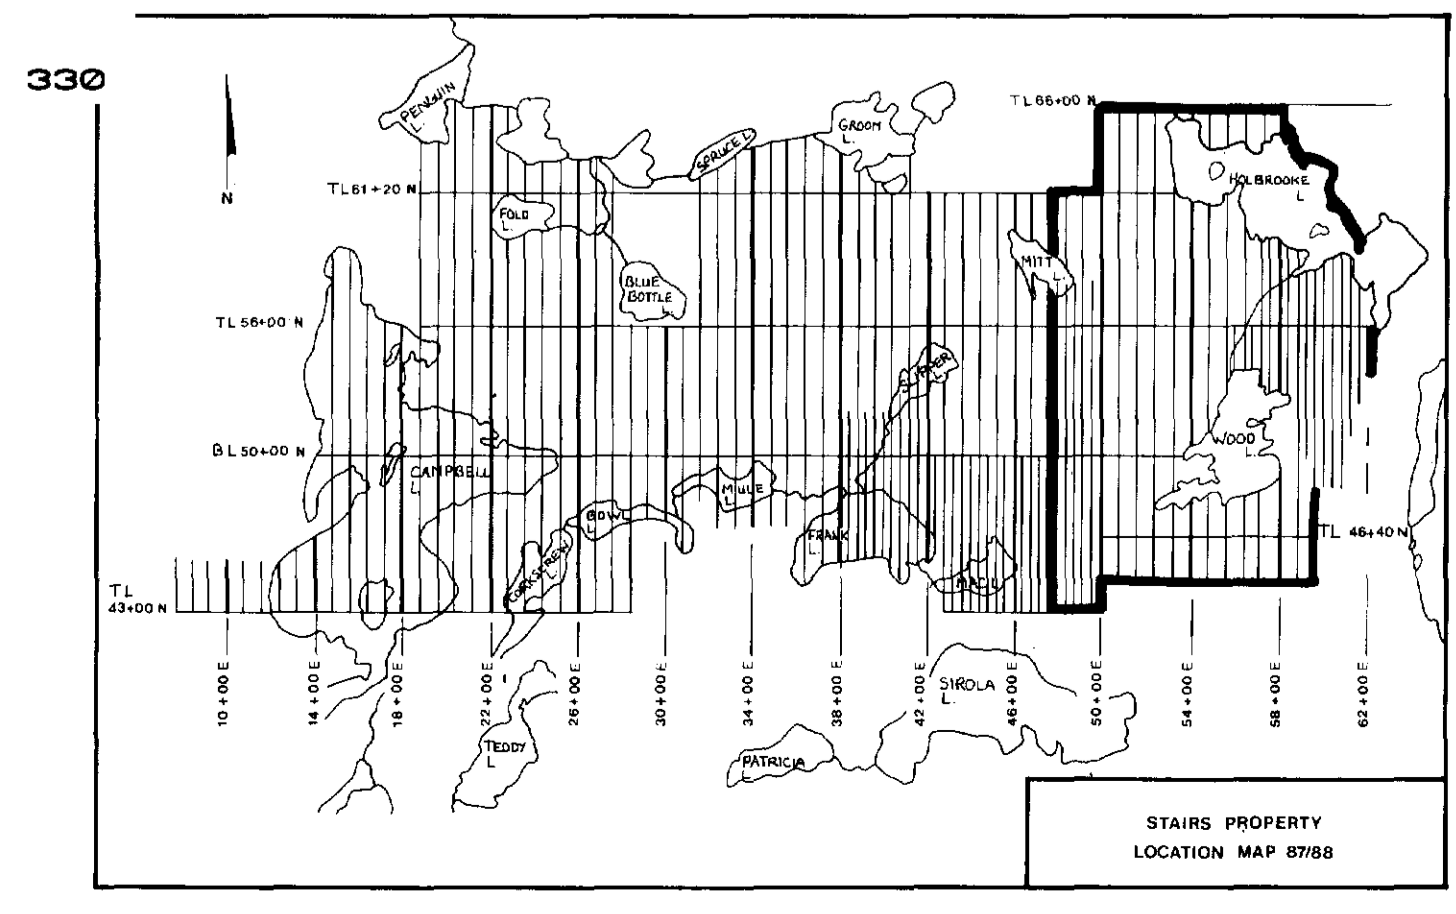 330
PENGUIN
L.
TL 66+00 N
GROOM
L.
SPRUCE L
TL 61+20 N
HOLBROOKE
L
N
FOLD
L.
MITT
L.
BLUE
BOTTLE
L.
TL 56+00 N
SLIPPER
L.
BL 50+00 N
WOOD
L.
CAMPBELL
L
MILLE
L.
BOWL
L.
FRANK
L.
TL 46+40 N
CORKSCREW
L.
MAC L
TL
43+00 N
10+00 E
14+00 E
18+00 E
22+00 E
26+00 E
30+00 E
34+00 E
38+00 E
42+00 E
46+00 E
50+00 E
54+00 E
58+00 E
62+00 E
SIROLA
L.
TEDDY
L
PATRICIA
L
STAIRS PROPERTY
LOCATION MAP 87/88